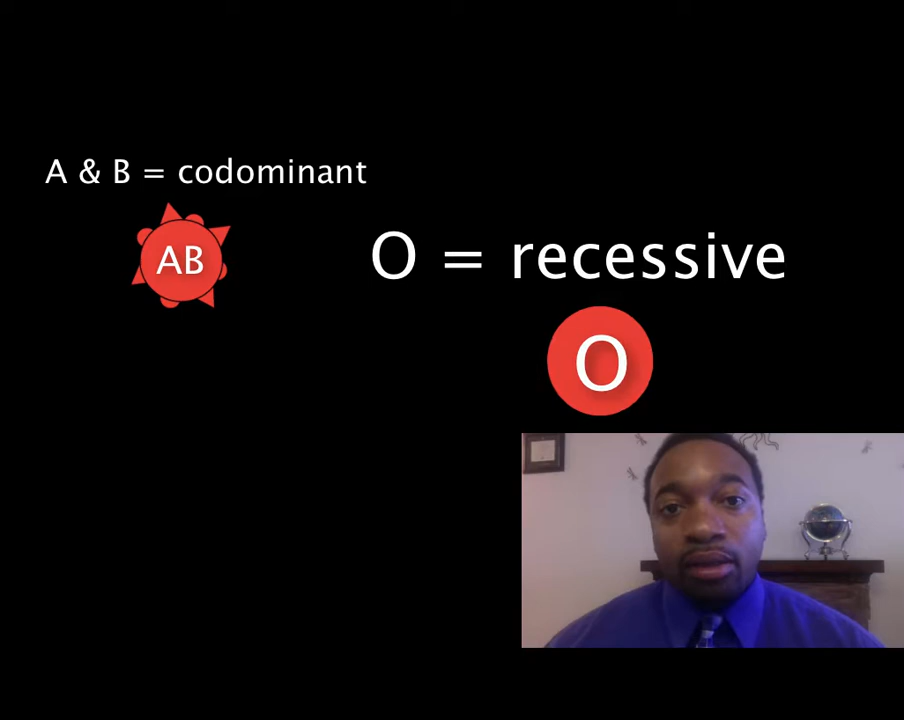 A & B = codominant
AB
O = recessive
O